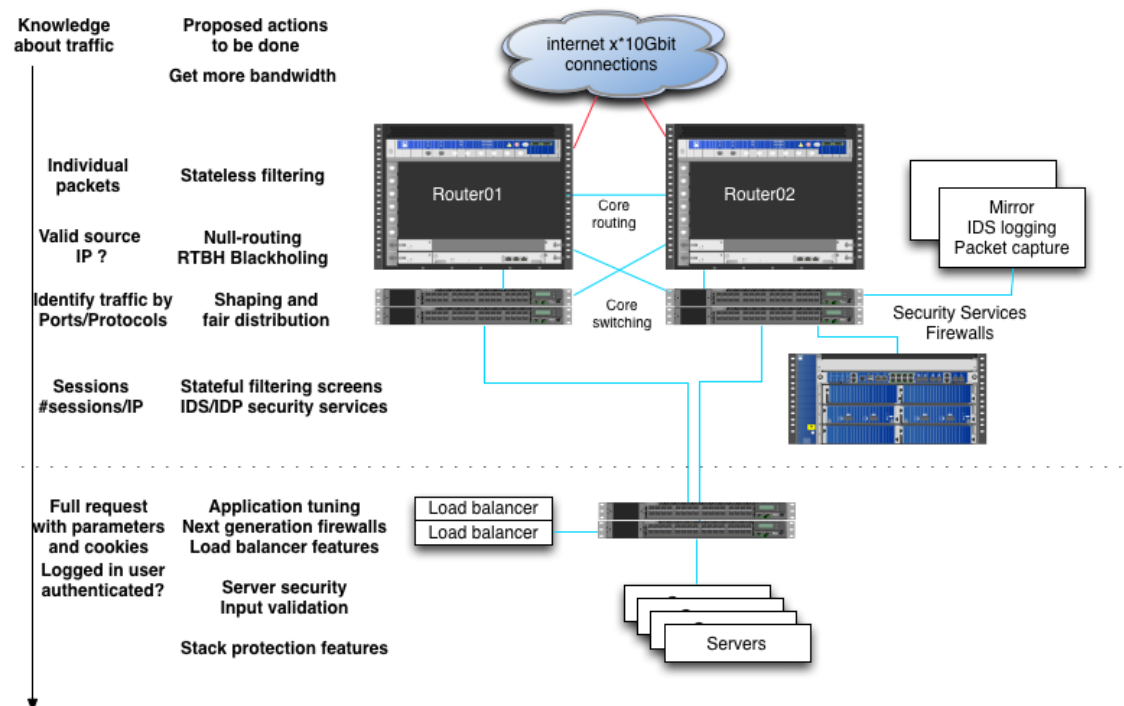 Knowledge
about traffic
Proposed actions
to be done
Get more bandwidth
internet x*10Gbit
connections
Individual
packets
Stateless filtering
Router01
Router02
Core
routing
Mirror
IDS logging
Packet capture
Valid source
IP ?
Null-routing
RTBH Blackholing
Identify traffic by
Ports/Protocols
Shaping and
fair distribution
Core
switching
Security Services
Firewalls
Sessions
#sessions/IP
Stateful filtering screens
IDS/IDP security services
Full request
with parameters
and cookies
Logged in user
authenticated?
Application tuning
Next generation firewalls
Load balancer features
Load balancer
Load balancer
Server security
Input validation
Stack protection features
Servers